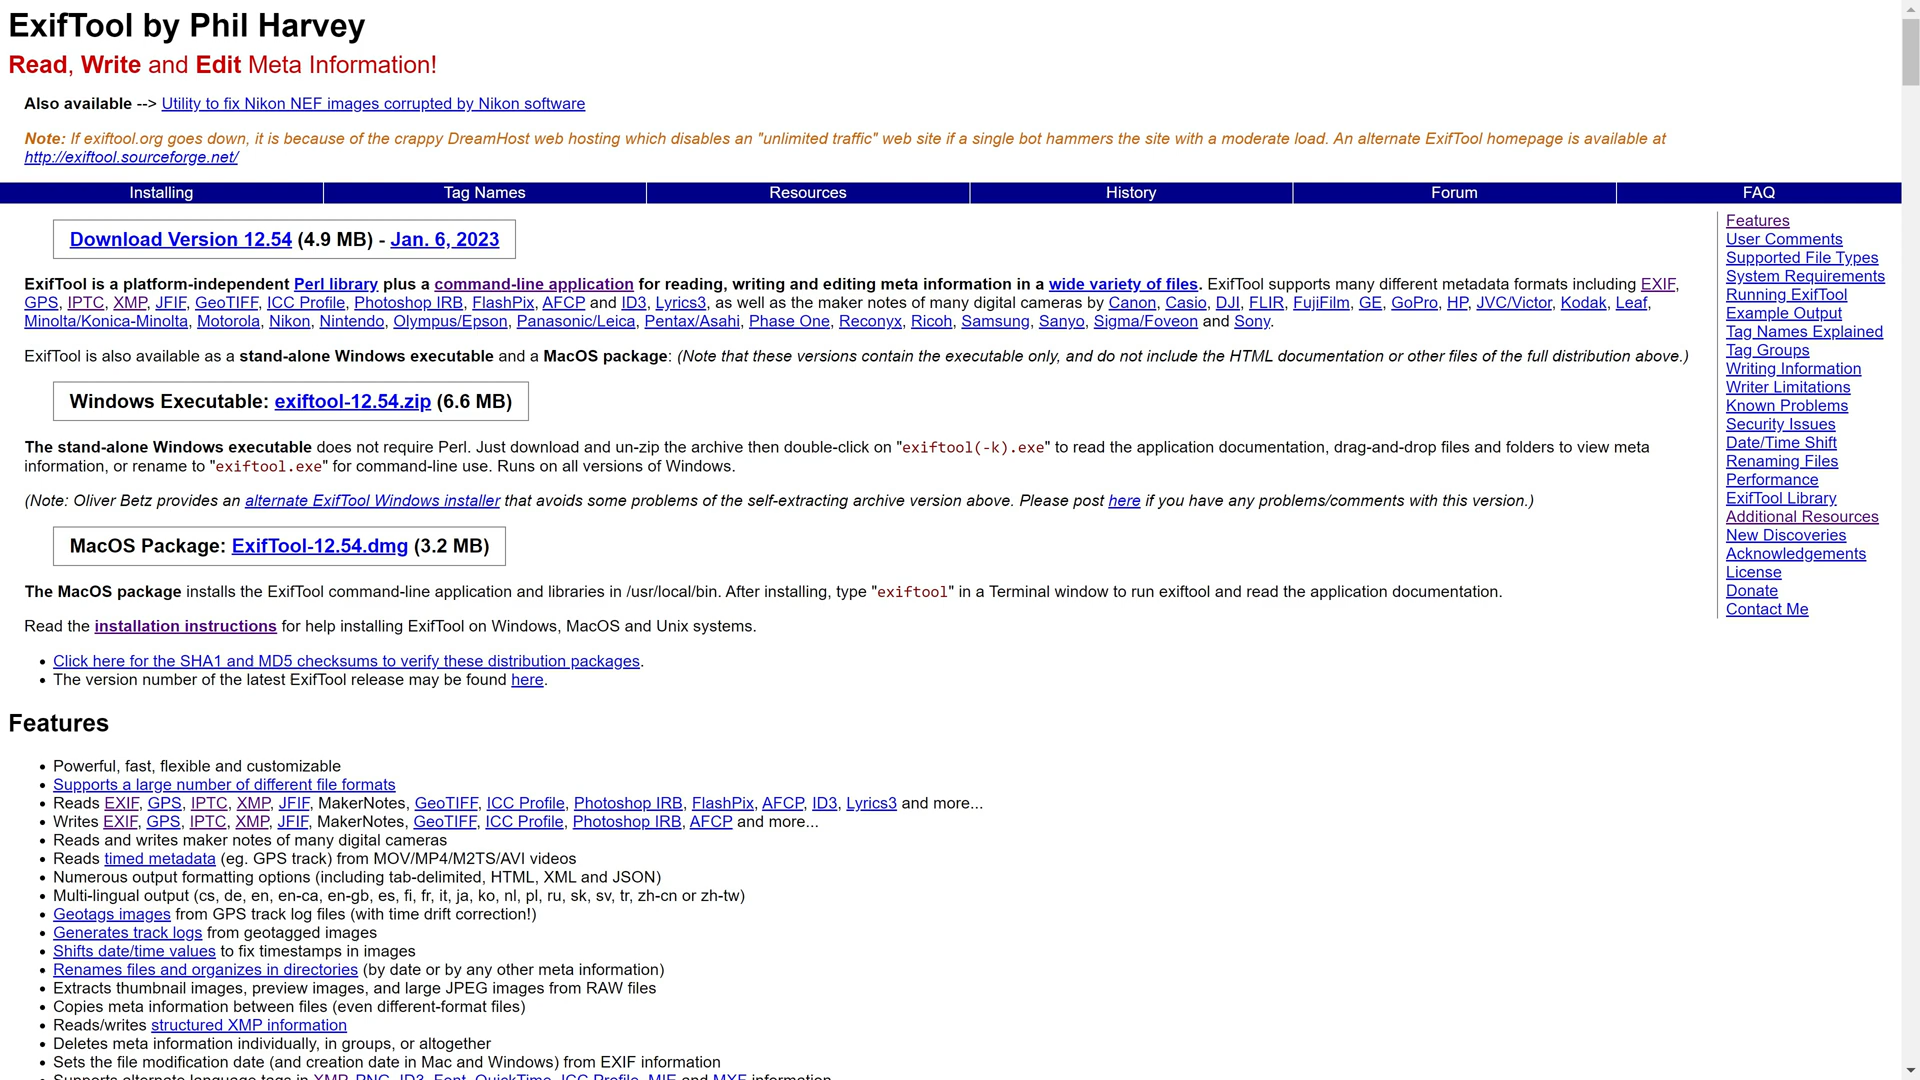 ExifTool by Phil Harvey
Read, Write and Edit Meta Information!
Also available --> Utility to fix Nikon NEF images corrupted by Nikon software
Note: If exiftool.org goes down, it is because of the crappy DreamHost web hosting which disables an "unlimited traffic" web site if a single bot hammers the site with a moderate load. An alternate ExifTool homepage is available at
http://exiftool.sourceforge.net/
Installing Tag Names Resources History Forum FAQ
Download Version 12.54 (4.9 MB) - Jan. 6, 2023
ExifTool is a platform-independent Perl library plus a command-line application for reading, writing and editing meta information in a wide variety of files. ExifTool supports many different metadata formats including EXIF,
GPS, IPTC, XMP, JFIF, GeoTIFF, ICC Profile, Photoshop IRB, FlashPix, AFCP and ID3, Lyrics3, as well as the maker notes of many digital cameras by Canon, Casio, DJI, FLIR, FujiFilm, GE, GoPro, HP, JVC/Victor, Kodak, Leaf,
Minolta/Konica-Minolta, Motorola, Nikon, Nintendo, Olympus/Epson, Panasonic/Leica, Pentax/Asahi, Phase One, Reconyx, Ricoh, Samsung, Sanyo, Sigma/Foveon and Sony.
ExifTool is also available as a stand-alone Windows executable and a MacOS package: (Note that these versions contain the executable only, and do not include the HTML documentation or other files of the full distribution above.)
Windows Executable: exiftool-12.54.zip (6.6 MB)
The stand-alone Windows executable does not require Perl. Just download and un-zip the archive then double-click on "exiftool(-k).exe" to read the application documentation, drag-and-drop files and folders to view meta
information, or rename to "exiftool.exe" for command-line use. Runs on all versions of Windows.
(Note: Oliver Betz provides an alternate ExifTool Windows installer that avoids some problems of the self-extracting archive version above. Please post here if you have any problems/comments with this version.)
MacOS Package: ExifTool-12.54.dmg (3.2 MB)
The MacOS package installs the ExifTool command-line application and libraries in /usr/local/bin. After installing, type "exiftool" in a Terminal window to run exiftool and read the application documentation.
Read the installation instructions for help installing ExifTool on Windows, MacOS and Unix systems.
• Click here for the SHA1 and MD5 checksums to verify these distribution packages.
• The version number of the latest ExifTool release may be found here.
Features
User Comments
Supported File Types
System Requirements
Running ExifTool
Example Output
Tag Names Explained
Tag Groups
Writing Information
Writer Limitations
Known Problems
Security Issues
Date/Time Shift
Renaming Files
Performance
ExifTool Library
Additional Resources
New Discoveries
Acknowledgements
License
Donate
Contact Me
Features
• Powerful, fast, flexible and customizable
• Supports a large number of different file formats
• Reads EXIF, GPS, IPTC, XMP, JFIF, MakerNotes, GeoTIFF, ICC Profile, Photoshop IRB, FlashPix, AFCP, ID3, Lyrics3 and more...
• Writes EXIF, GPS, IPTC, XMP, JFIF, MakerNotes, GeoTIFF, ICC Profile, Photoshop IRB, AFCP and more...
• Reads and writes maker notes of many digital cameras
• Reads timed metadata (eg. GPS track) from MOV/MP4/M2TS/AVI videos
• Numerous output formatting options (including tab-delimited, HTML, XML and JSON)
• Multi-lingual output (cs, de, en, en-ca, en-gb, es, fi, fr, it, ja, ko, nl, pl, ru, sk, sv, tr, zh-cn or zh-tw)
• Geotags images from GPS track log files (with time drift correction!)
• Generates track logs from geotagged images
• Shifts date/time values to fix timestamps in images
• Renames files and organizes in directories (by date or by any other meta information)
• Extracts thumbnail images, preview images, and large JPEG images from RAW files
• Copies meta information between files (even different-format files)
• Reads/writes structured XMP information
• Deletes meta information individually, in groups, or altogether
• Sets the file modification date (and creation date in Mac and Windows) from EXIF information
• Supports alternate language tags in XMP, PNG, ID3, Font, QuickTime, ICC Profile, MIE and MXF information